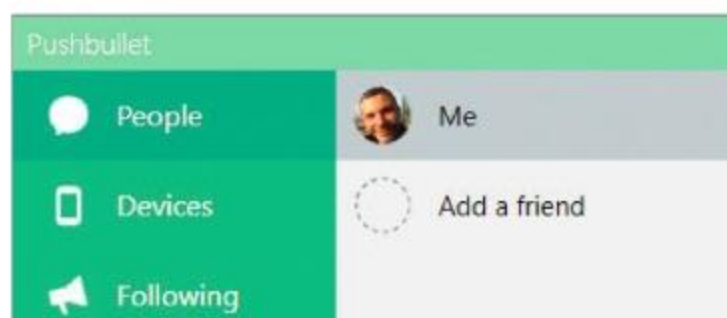 Pushbullet
People
Me
Devices
Add a friend
Following